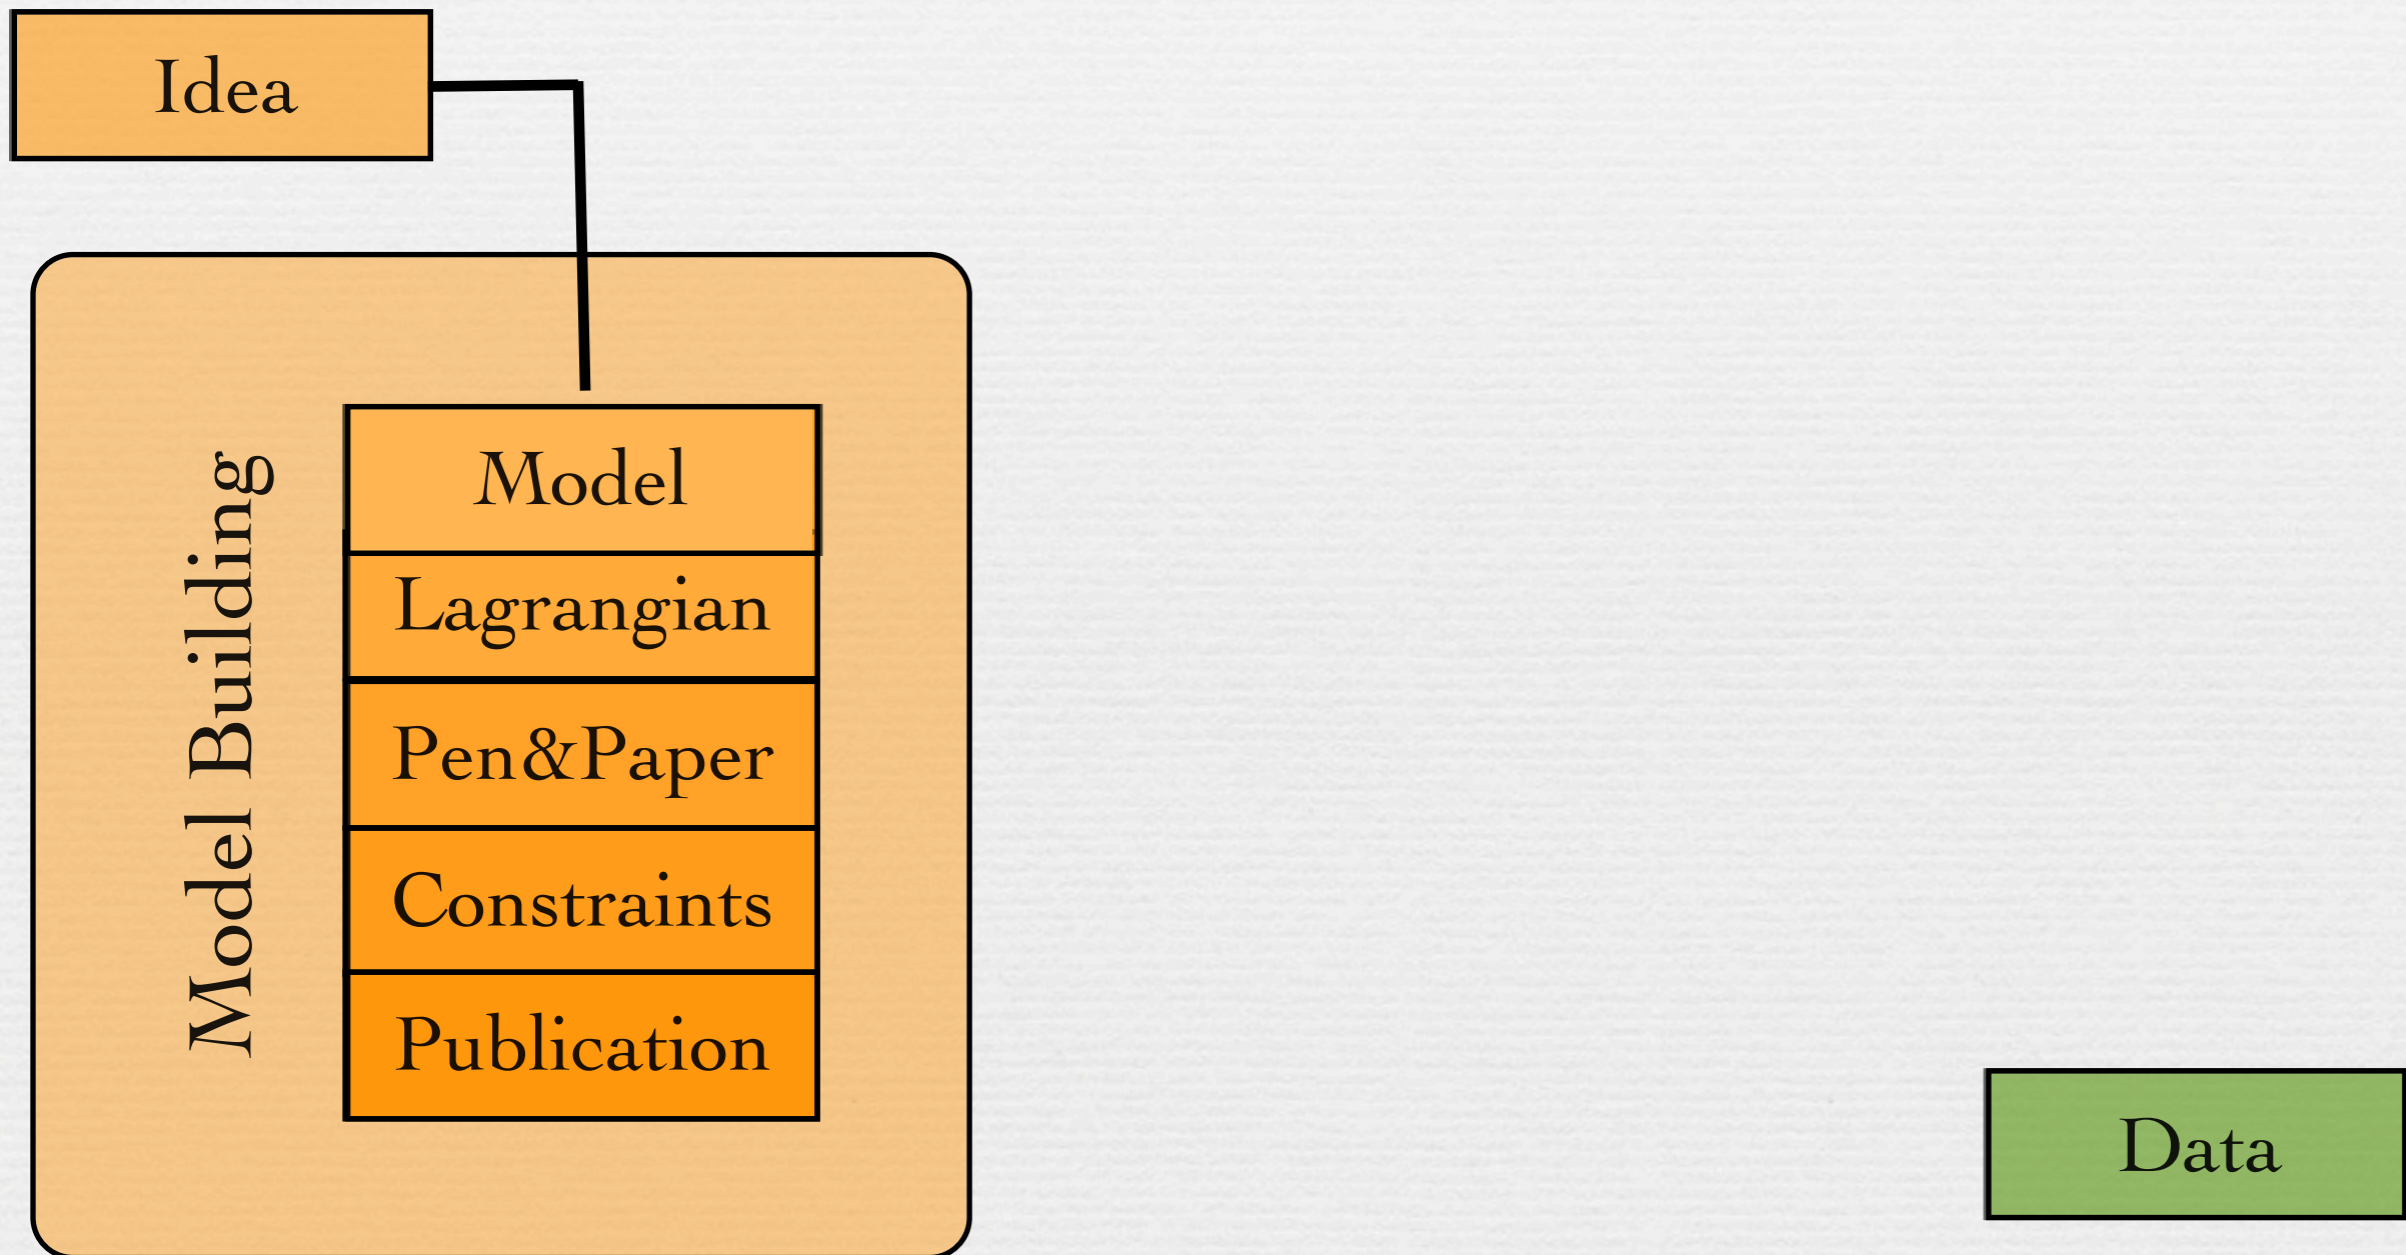 Idea
Model Building
Model
Lagrangian
Pen&Paper
Constraints
Publication
Data